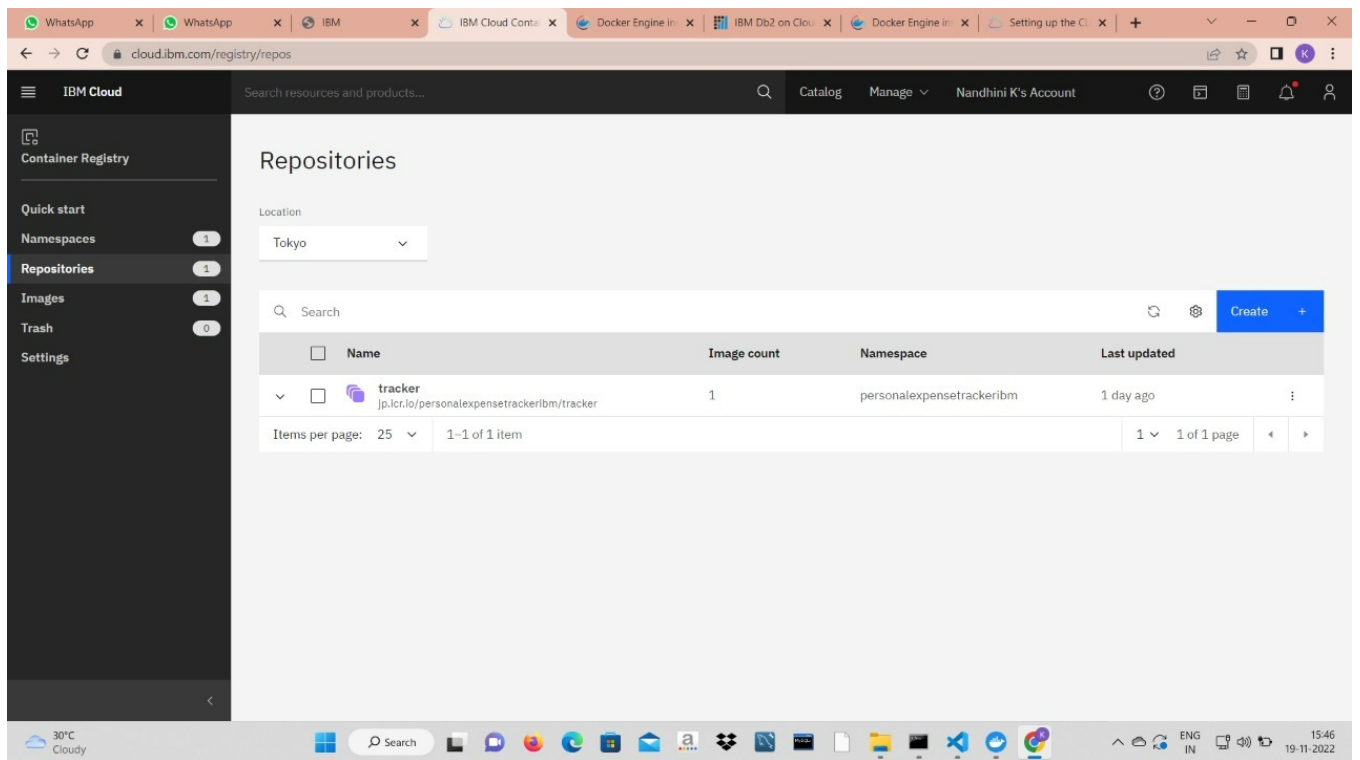 WhatsApp WhatsApp IBM IBM Cloud Conta Docker Engine in IBM Db2 on Clou Docker Engine in Setting up the CL
cloud.ibm.com/registry/repos K
IBM Cloud Search resources and products... Catalog Manage Nandhini K's Account
Container Registry
Quick start
Namespaces 1
Repositories 1
Images 1
Trash 0
Settings
Repositories
Location
Tokyo
Search Create +
Name Image count Namespace Last updated
tracker 1 personalexpensetrackeribm 1 day ago
jp.icr.io/personalexpensetrackeribm/tracker
Items per page: 25 1–1 of 1 item 1 1 of 1 page
30°C
Cloudy
Search
ENG
IN
15:46
19-11-2022